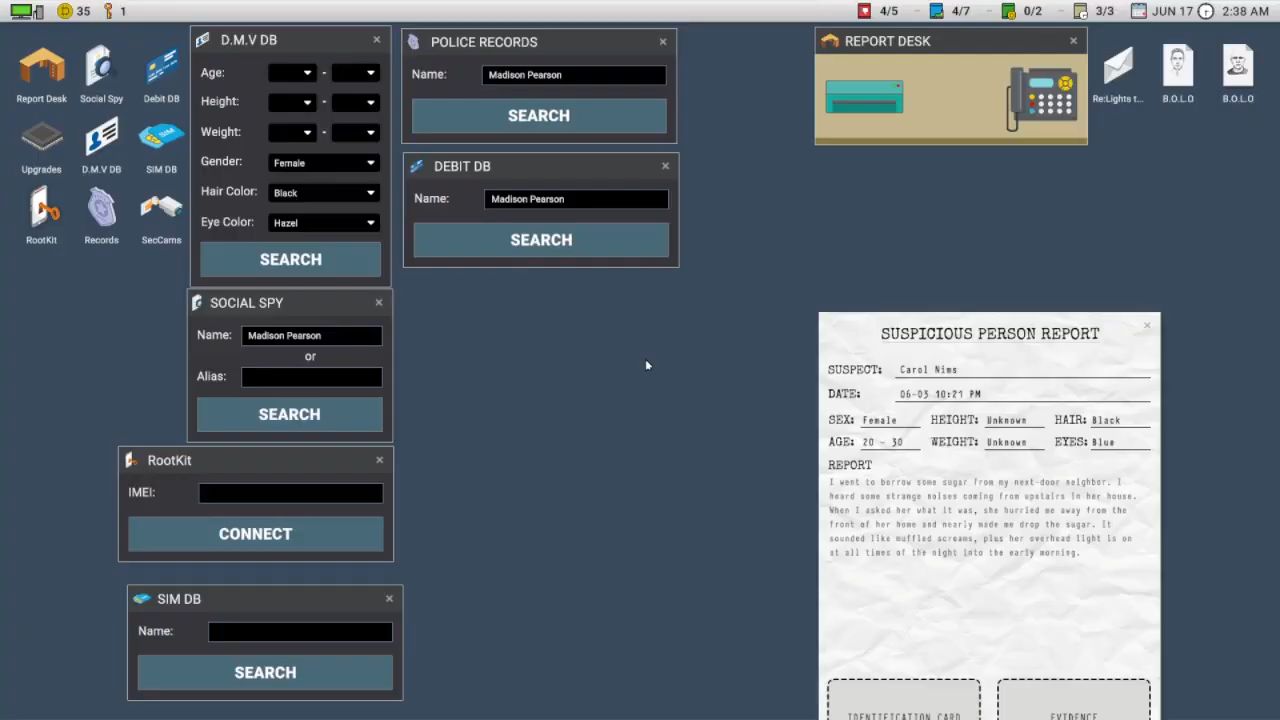 35
1
4/5
4/7
0/2
3/3
JUN 17
2:38 AM
Report Desk
Social Spy
Debit DB
Upgrades
D.M.V DB
SIM DB
RootKit
Records
SecCams
D.M.V DB
×
Age:
-
Height:
-
Weight:
-
Gender:
Female
Hair Color:
Black
Eye Color:
Hazel
SEARCH
SOCIAL SPY
×
Name:
Madison Pearson
or
Alias:
SEARCH
RootKit
×
IMEI:
CONNECT
SIM DB
×
Name:
SEARCH
POLICE RECORDS
×
Name:
Madison Pearson
SEARCH
DEBIT DB
×
Name:
Madison Pearson
SEARCH
REPORT DESK
×
Re:Lights t...
B.O.L.O
B.O.L.O
SUSPICIOUS PERSON REPORT
×
SUSPECT: Carol Nims
DATE: 06-03 10:21 PM
SEX: Female HEIGHT: Unknown HAIR: Black
AGE: 20 - 30 WEIGHT: Unknown EYES: Blue
REPORT
I went to borrow some sugar from my next-door neighbor. I
heard some strange noises coming from upstairs in her house.
When I asked her what it was, she hurried me away from the
front of her home and nearly made me drop the sugar. It
sounded like muffled screams, plus her overhead light is on
at all times of the night into the early morning.
IDENTIFICATION CARD
EVIDENCE